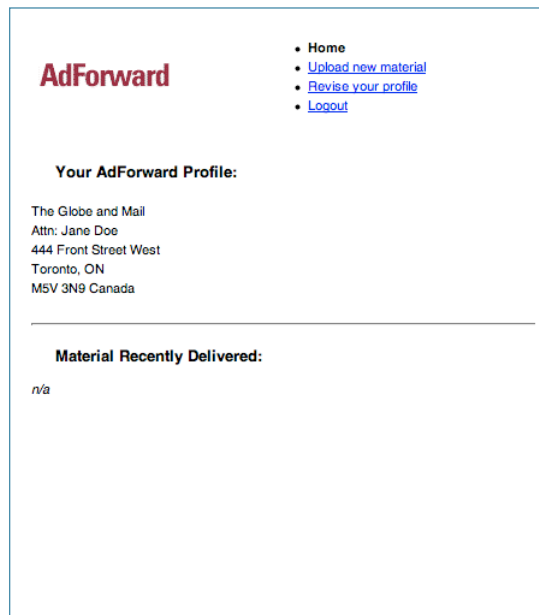 AdForward
Home
Upload new material
Revise your profile
Logout
Your AdForward Profile:
The Globe and Mail
Attn: Jane Doe
444 Front Street West
Toronto, ON
M5V 3N9 Canada
Material Recently Delivered:
n/a